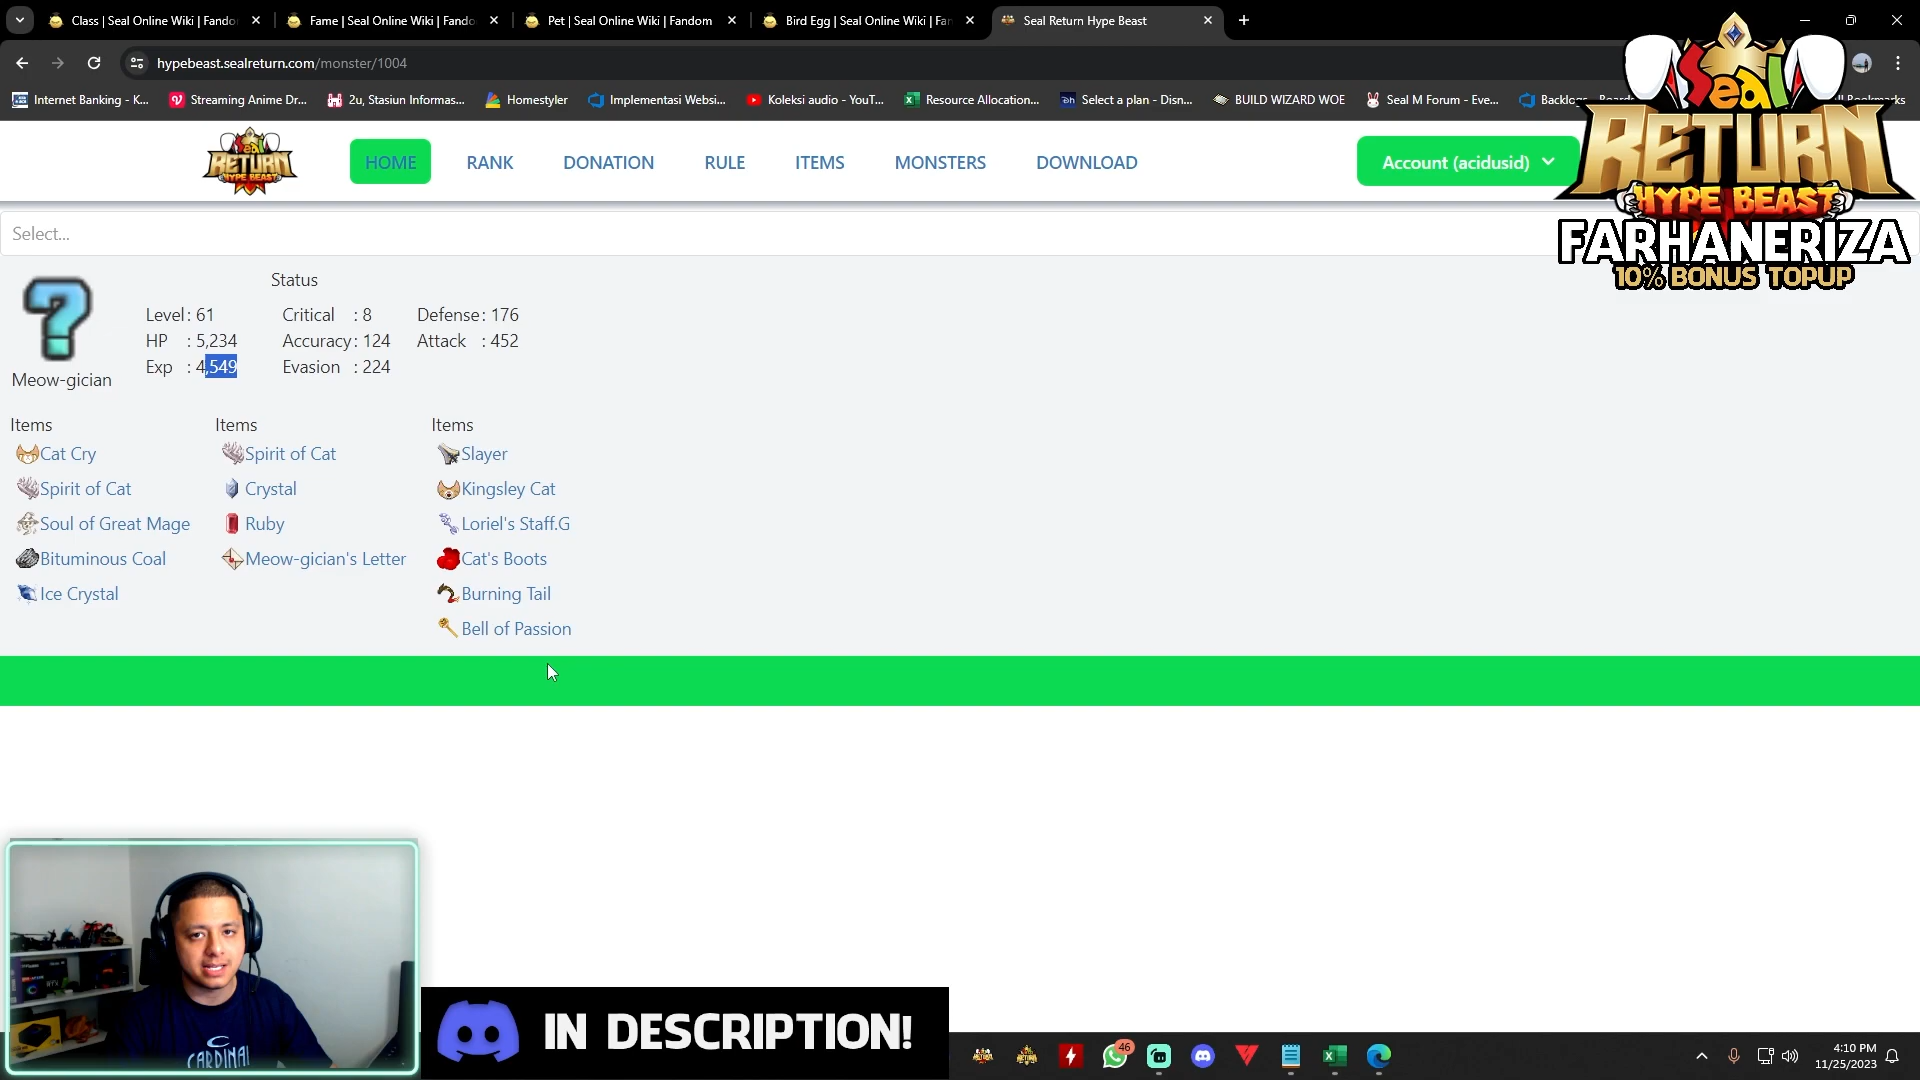 Class | Seal Online Wiki | Fando
Fame | Seal Online Wiki | Fando
Pet | Seal Online Wiki | Fandom
Bird Egg | Seal Online Wiki | Fan
Seal Return Hype Beast
hypebeast.sealreturn.com/monster/1004
Internet Banking - K...
Streaming Anime Dr...
2u, Stasiun Informas...
Homestyler
Implementasi Websi...
Koleksi audio - YouT...
Resource Allocation...
Select a plan - Disn...
BUILD WIZARD WOE
Seal M Forum - Eve...
Seal
RETURN
HYPE BEAST
FARHANERIZA
10% BONUS TOPUP
Seal
RETURN
HYPE BEAST
HOME
RANK
DONATION
RULE
ITEMS
MONSTERS
DOWNLOAD
Account (acidusid)
Select...
Status
Level : 61
Critical : 8
Defense : 176
HP : 5,234
Accuracy : 124
Attack : 452
Exp : 4,549
Evasion : 224
Meow-gician
Items
Cat Cry
Spirit of Cat
Soul of Great Mage
Bituminous Coal
Ice Crystal
Items
Spirit of Cat
Crystal
Ruby
Meow-gician's Letter
Items
Slayer
Kingsley Cat
Loriel's Staff.G
Cat's Boots
Burning Tail
Bell of Passion
CARDINAL
IN DESCRIPTION!
46
4:10 PM
11/25/2023